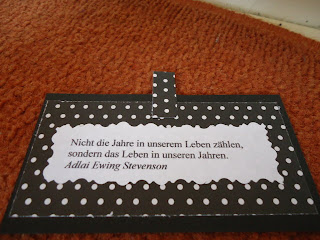 Nicht die Jahre in unserem Leben zählen,
sondern das Leben in unseren Jahren.
Adlai Ewing Stevenson